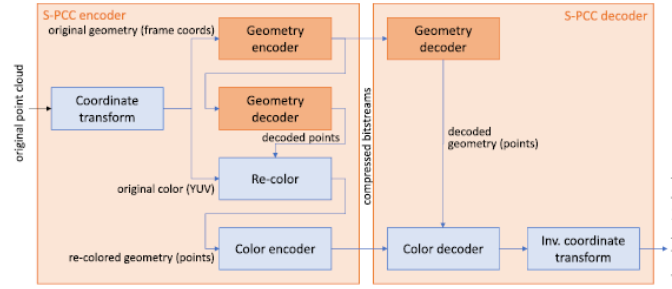 S-PCC encoder
S-PCC decoder
original geometry (frame coords)
Geometry
encoder
Geometry
decoder
original point cloud
Coordinate
transform
Geometry
decoder
decoded points
compressed bitstreams
decoded
geometry (points)
Re-color
original color (YUV)
re-colored geometry (points)
Color encoder
Color decoder
Inv. coordinate
transform